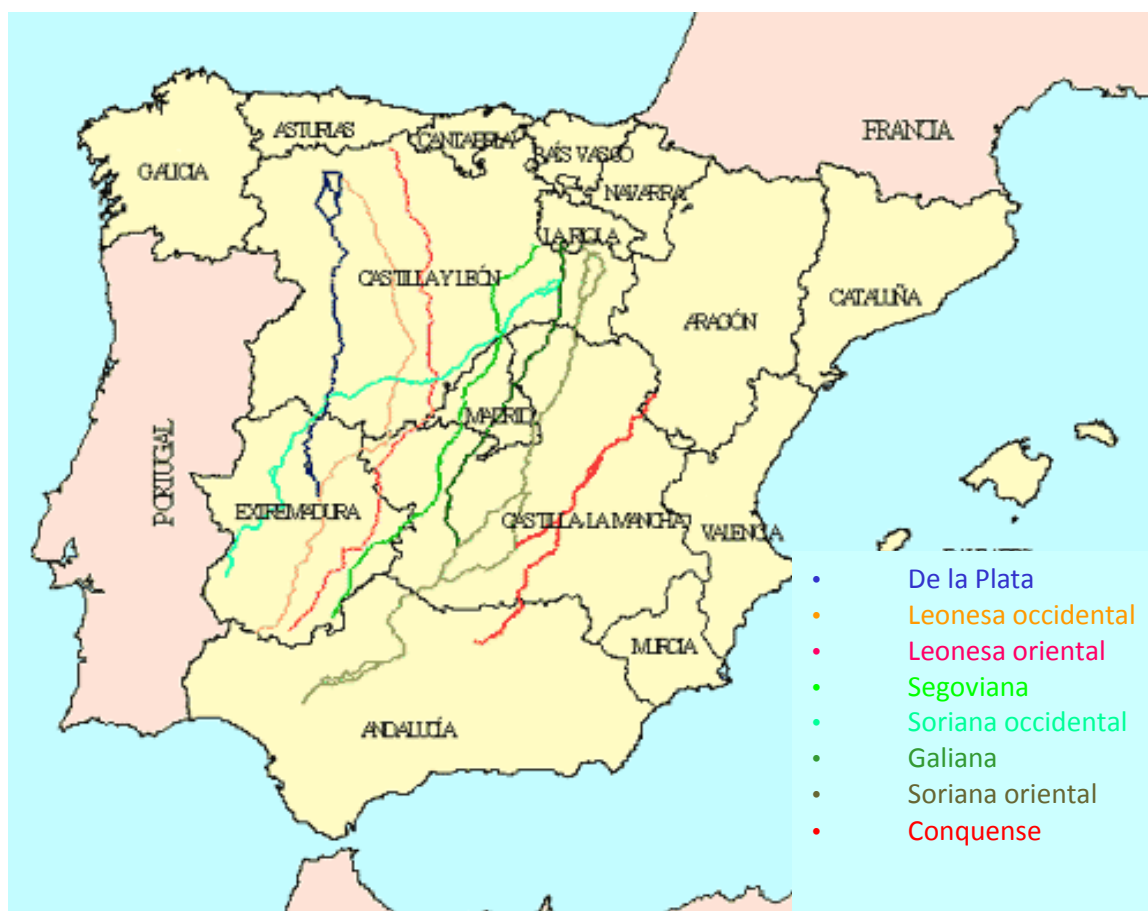 FRANCIA
ASTURIAS
CANTABRIA
PAÍS VASCO
GALICIA
NAVARRA
LA RIOJA
CASTILLA Y LEÓN
CATALUÑA
ARAGÓN
MADRID
PORTUGAL
EXTREMADURA
CASTILLA-LA MANCHA
VALENCIA
MURCIA
ANDALUCÍA
• De la Plata
• Leonesa occidental
• Leonesa oriental
• Segoviana
• Soriana occidental
• Galiana
• Soriana oriental
• Conquense